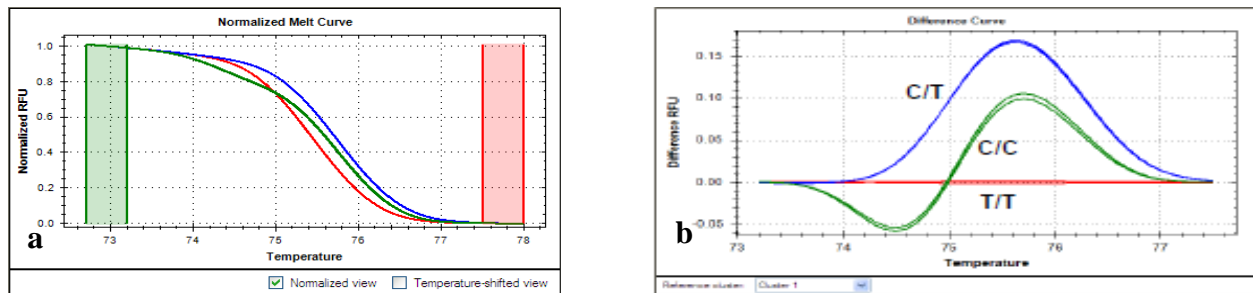 Normalized Melt Curve
Normalized RFU
1.0
0.8
0.6
0.4
0.2
0.0
73
74
75
76
77
78
Temperature
a
Normalized view
Temperature-shifted view
Difference Curve
Difference RFU
0.15
0.10
0.05
0.00
-0.05
C/T
C/C
T/T
73
74
75
76
77
Temperature
b
Reference cluster: Cluster 1